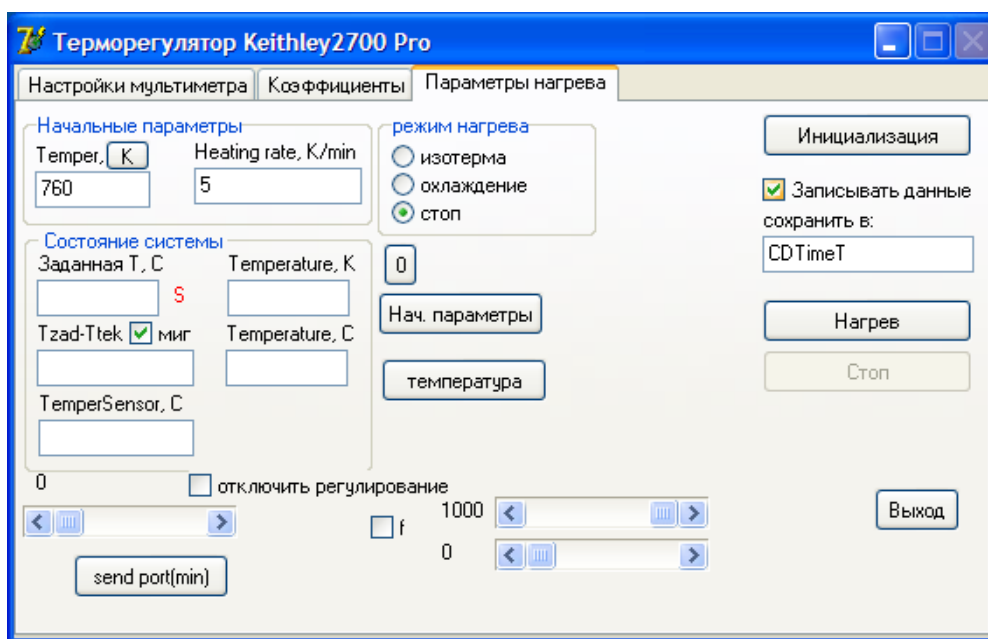 Терморегулятор Keithley2700 Pro
Настройки мультиметра Коэффициенты Параметры нагрева
Начальные параметры
Temper, K Heating rate, K/min
760 5
режим нагрева
изотерма
охлаждение
стоп
Инициализация
Записывать данные
сохранить в:
CDTimeT
Состояние системы
Заданная T, C Temperature, K
S
Tzad-Ttek миг Temperature, C
TemperSensor, C
0
Нач. параметры
температура
Нагрев
Стоп
0 отключить регулирование
f 1000
0
Выход
send port(min)